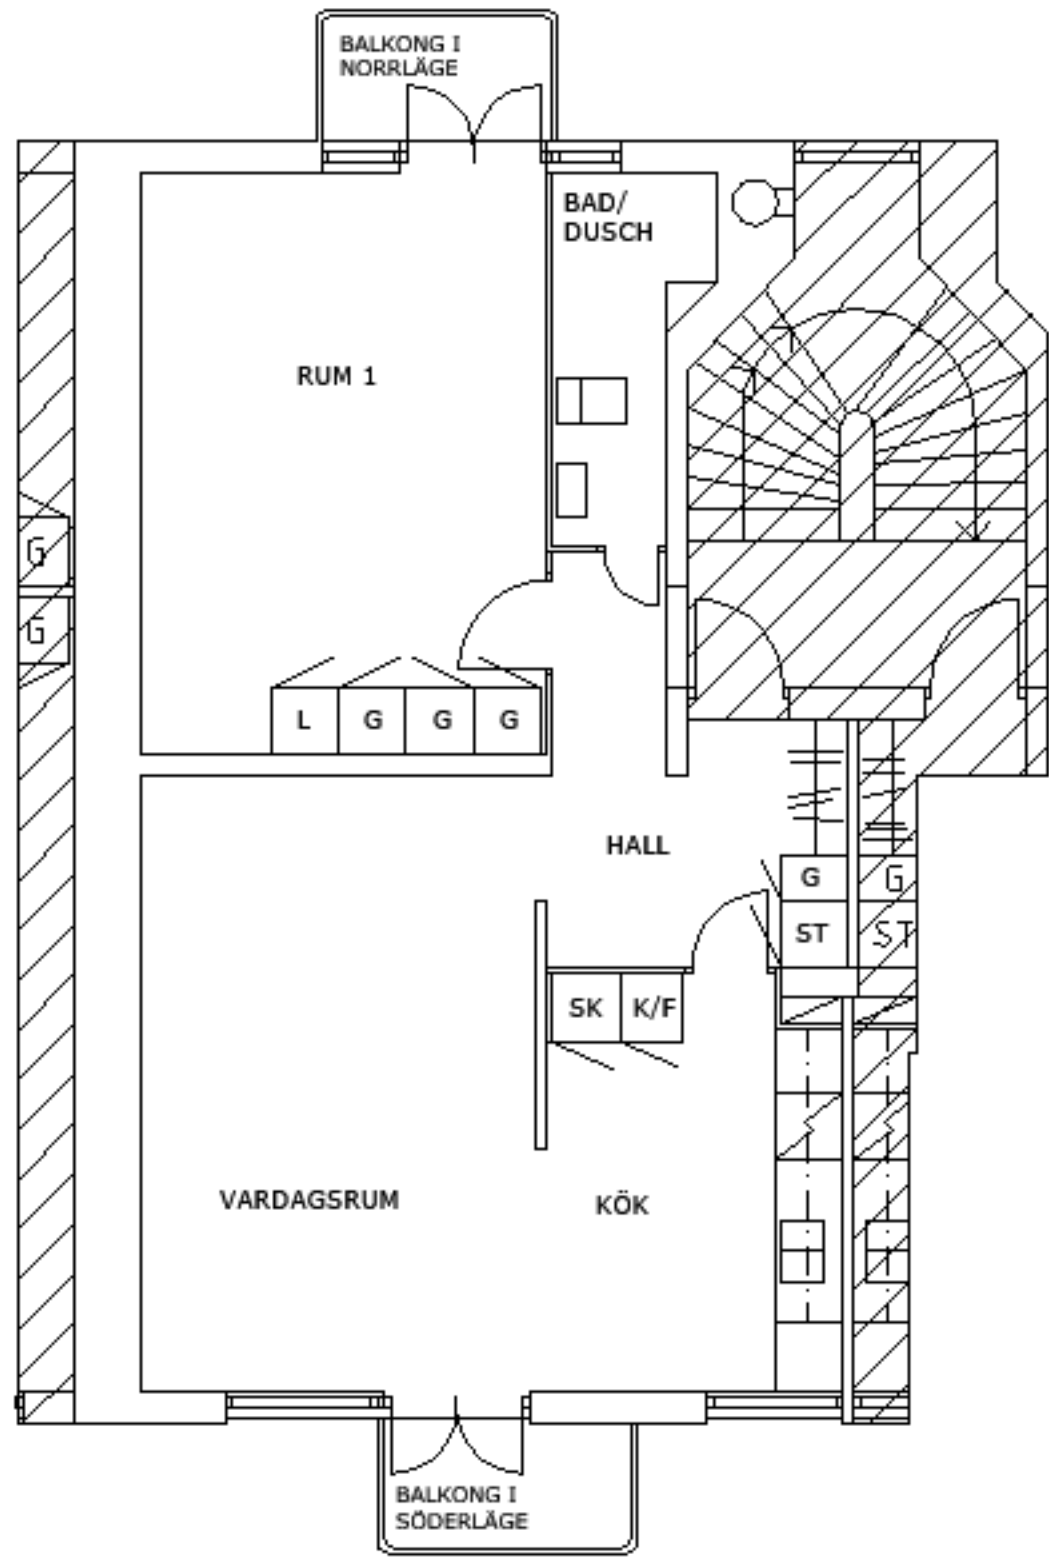 BALKONG I
NORRLÄGE
BAD/
DUSCH
RUM 1
G
G
L G G G
HALL
G G
ST ST
SK K/F
VARDAGSRUM
KÖK
BALKONG I
SÖDERLÄGE